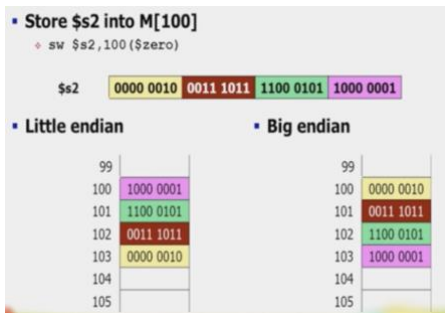 Store $s2 into M[100]
sw $s2,100($zero)
$s2 0000 0010 0011 1011 1100 0101 1000 0001
Little endian
99
100 1000 0001
101 1100 0101
102 0011 1011
103 0000 0010
104
105
Big endian
99
100 0000 0010
101 0011 1011
102 1100 0101
103 1000 0001
104
105